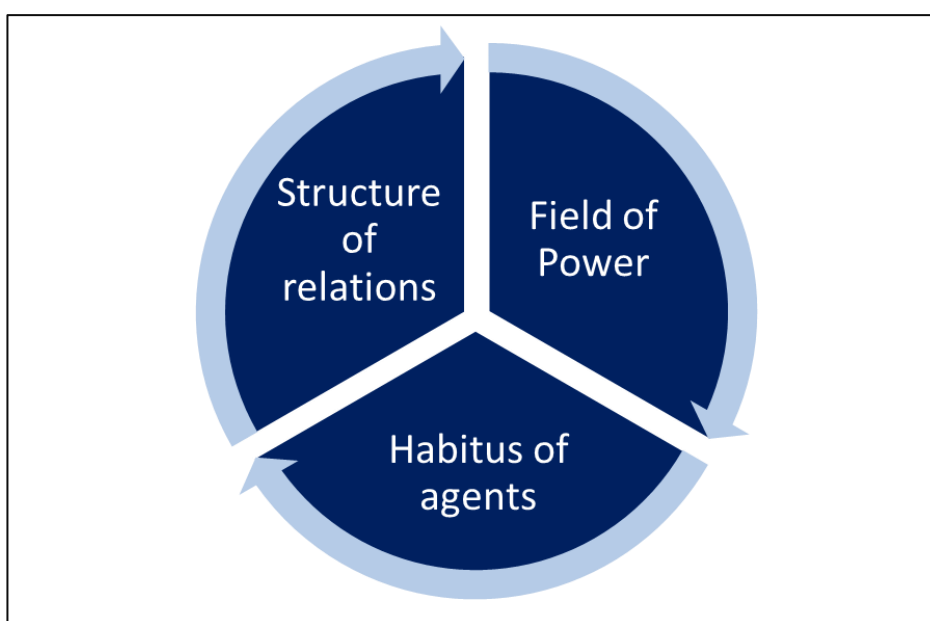 Structure
of
relations
Field of
Power
Habitus of
agents